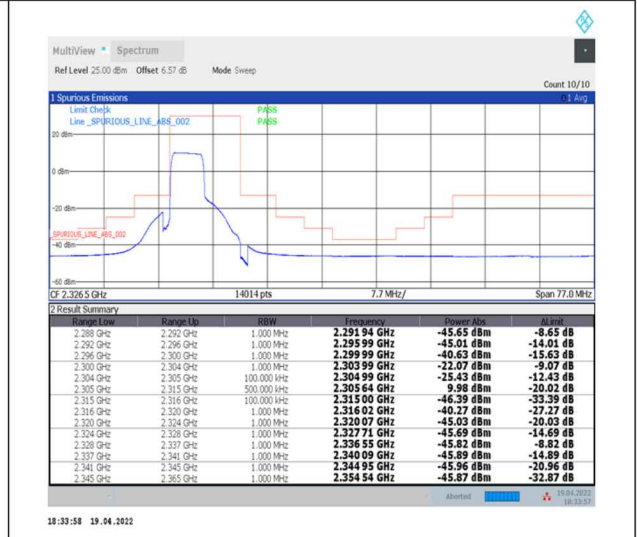 MultiView Spectrum
Ref Level 25.00 dBm Offset 6.57 dB Mode Sweep
Count 10/10
1 Spurious Emissions 1 Avg
Limit Check PASS
Line _SPURIOUS_LINE_ABS_002 PASS
20 dBm
0 dBm
-20 dBm
_SPURIOUS_LINE_ABS_002
-40 dBm
-60 dBm
CF 2.3265 GHz 14014 pts 7.7 MHz/ Span 77.0 MHz
2 Result Summary
Range Low Range Up RBW Frequency Power Abs ΔLimit
2.288 GHz 2.292 GHz 1.000 MHz 2.291 94 GHz -45.65 dBm -8.65 dB
2.292 GHz 2.296 GHz 1.000 MHz 2.295 99 GHz -45.01 dBm -14.01 dB
2.296 GHz 2.300 GHz 1.000 MHz 2.299 99 GHz -40.63 dBm -15.63 dB
2.300 GHz 2.304 GHz 1.000 MHz 2.303 99 GHz -22.07 dBm -9.07 dB
2.304 GHz 2.305 GHz 100.000 kHz 2.304 99 GHz -25.43 dBm -12.43 dB
2.305 GHz 2.315 GHz 500.000 kHz 2.305 64 GHz 9.98 dBm -20.02 dB
2.315 GHz 2.316 GHz 100.000 kHz 2.315 00 GHz -46.39 dBm -33.39 dB
2.316 GHz 2.320 GHz 1.000 MHz 2.316 02 GHz -40.27 dBm -27.27 dB
2.320 GHz 2.324 GHz 1.000 MHz 2.320 07 GHz -45.03 dBm -20.03 dB
2.324 GHz 2.328 GHz 1.000 MHz 2.327 71 GHz -45.69 dBm -14.69 dB
2.328 GHz 2.337 GHz 1.000 MHz 2.336 55 GHz -45.82 dBm -8.82 dB
2.337 GHz 2.341 GHz 1.000 MHz 2.340 09 GHz -45.89 dBm -14.89 dB
2.341 GHz 2.345 GHz 1.000 MHz 2.344 95 GHz -45.96 dBm -20.96 dB
2.345 GHz 2.365 GHz 1.000 MHz 2.354 54 GHz -45.87 dBm -32.87 dB
Aborted 19.04.2022
18:33:57
18:33:58 19.04.2022